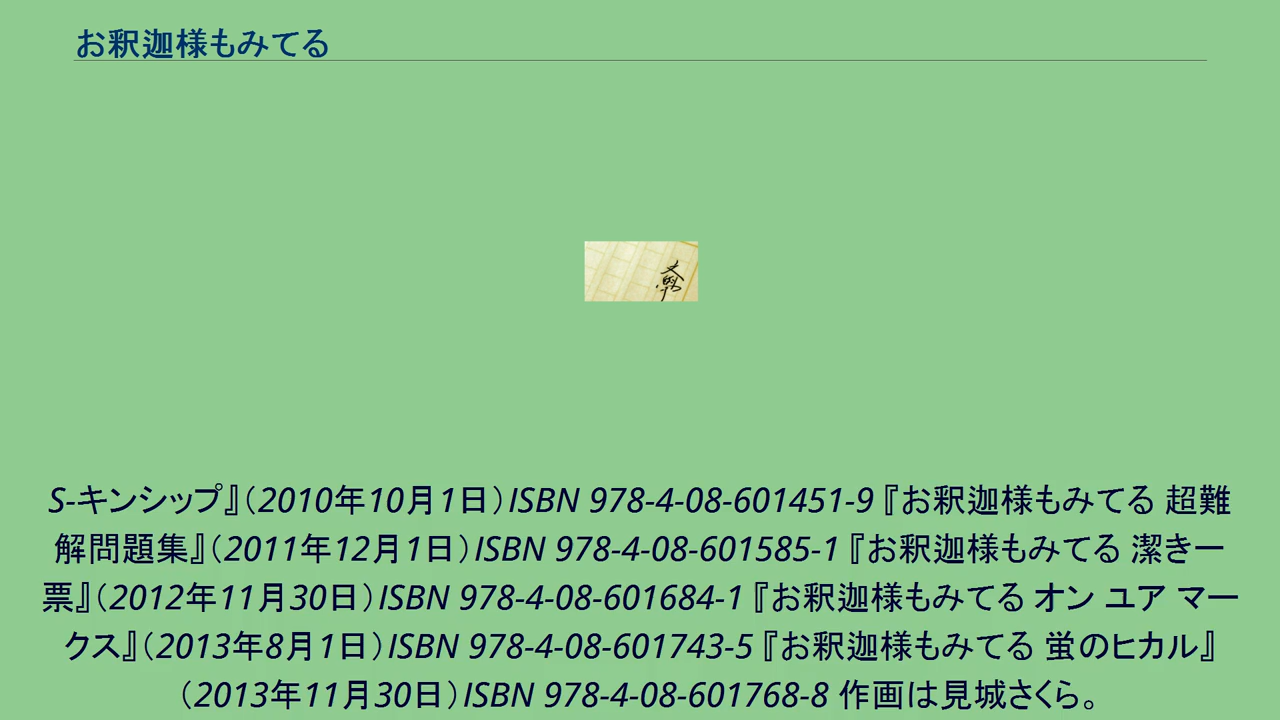 お釈迦様もみてる
S-キンシップ』（2010年10月1日）ISBN 978-4-08-601451-9 『お釈迦様もみてる 超難
解問題集』（2011年12月1日）ISBN 978-4-08-601585-1 『お釈迦様もみてる 潔き一
票』（2012年11月30日）ISBN 978-4-08-601684-1 『お釈迦様もみてる オン ユア マー
クス』（2013年8月1日）ISBN 978-4-08-601743-5 『お釈迦様もみてる 蛍のヒカル』
（2013年11月30日）ISBN 978-4-08-601768-8 作画は見城さくら。